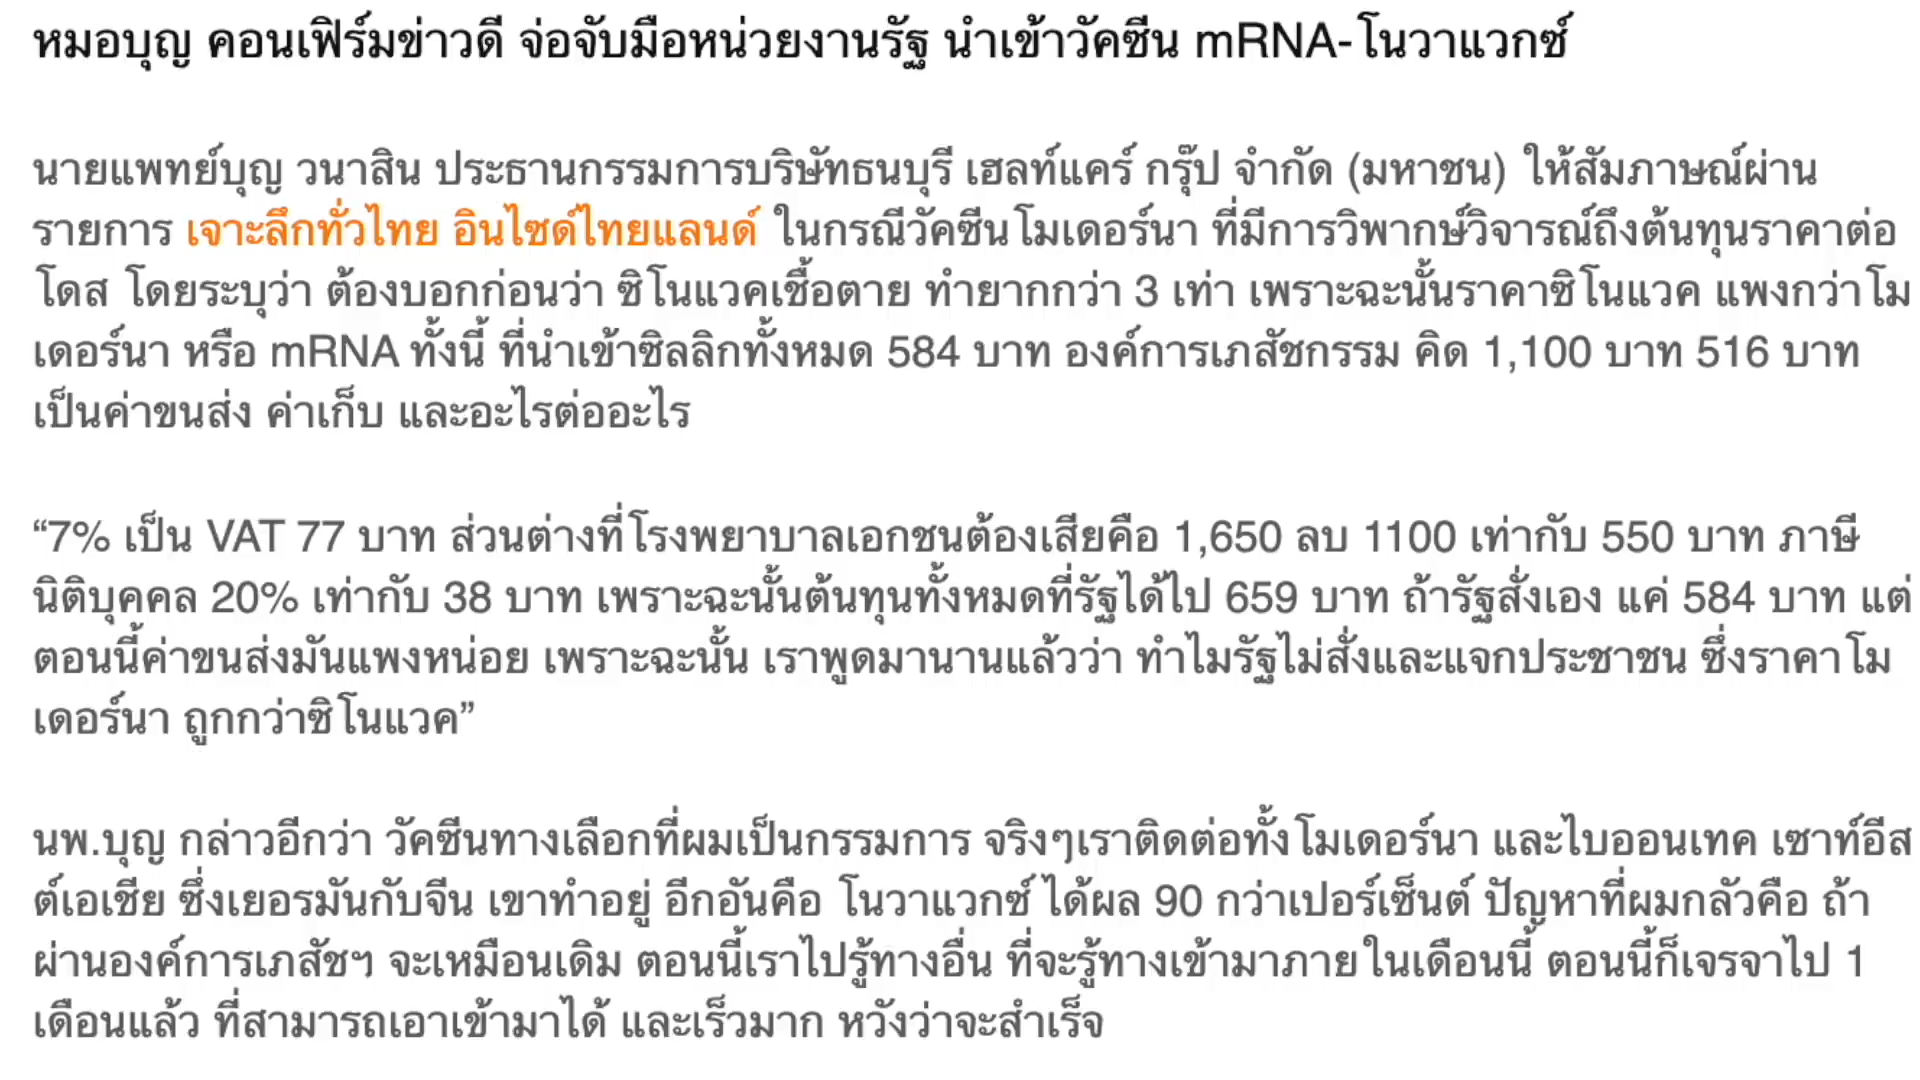 หมอบุญ คอนเฟิร์มข่าวดี จ่อจับมือหน่วยงานรัฐ นำเข้าวัคซีน mRNA-โนวาแวกซ์
นายแพทย์บุญ วนาสิน ประธานกรรมการบริษัทธนบุรี เฮลท์แคร์ กรุ๊ป จำกัด (มหาชน) ให้สัมภาษณ์ผ่าน
รายการ เจาะลึกทั่วไทย อินไซด์ไทยแลนด์ ในกรณีวัคซีนโมเดอร์นา ที่มีการวิพากษ์วิจารณ์ถึงต้นทุนราคาต่อ
โดส โดยระบุว่า ต้องบอกก่อนว่า ซิโนแวคเชื้อตาย ทำยากกว่า 3 เท่า เพราะฉะนั้นราคาซิโนแวค แพงกว่าโม
เดอร์นา หรือ mRNA ทั้งนี้ ที่นำเข้าซิลลิกทั้งหมด 584 บาท องค์การเภสัชกรรม คิด 1,100 บาท 516 บาท
เป็นค่าขนส่ง ค่าเก็บ และอะไรต่ออะไร
“7% เป็น VAT 77 บาท ส่วนต่างที่โรงพยาบาลเอกชนต้องเสียคือ 1,650 ลบ 1100 เท่ากับ 550 บาท ภาษี
นิติบุคคล 20% เท่ากับ 38 บาท เพราะฉะนั้นต้นทุนทั้งหมดที่รัฐได้ไป 659 บาท ถ้ารัฐสั่งเอง แค่ 584 บาท แต่
ตอนนี้ค่าขนส่งมันแพงหน่อย เพราะฉะนั้น เราพูดมานานแล้วว่า ทำไมรัฐไม่สั่งและแจกประชาชน ซึ่งราคาโม
เดอร์นา ถูกกว่าซิโนแวค”
นพ.บุญ กล่าวอีกว่า วัคซีนทางเลือกที่ผมเป็นกรรมการ จริงๆเราติดต่อทั้งโมเดอร์นา และไบออนเทค เซาท์อีส
ต์เอเชีย ซึ่งเยอรมันกับจีน เขาทำอยู่ อีกอันคือ โนวาแวกซ์ ได้ผล 90 กว่าเปอร์เซ็นต์ ปัญหาที่ผมกลัวคือ ถ้า
ผ่านองค์การเภสัชฯ จะเหมือนเดิม ตอนนี้เราไปรู้ทางอื่น ที่จะรู้ทางเข้ามาภายในเดือนนี้ ตอนนี้ก็เจรจาไป 1
เดือนแล้ว ที่สามารถเอาเข้ามาได้ และเร็วมาก หวังว่าจะสำเร็จ